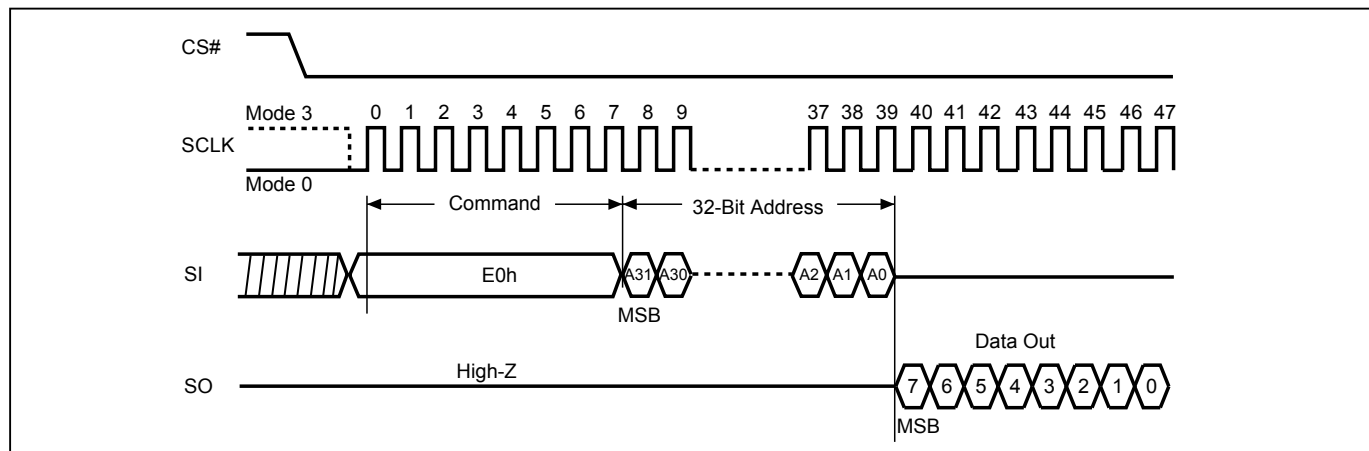 CS#
Mode 3
0 1 2 3 4 5 6 7 8 9 37 38 39 40 41 42 43 44 45 46 47
SCLK
Mode 0
Command 32-Bit Address
SI E0h A31 A30 A2 A1 A0
MSB
Data Out
High-Z
SO 7 6 5 4 3 2 1 0
MSB